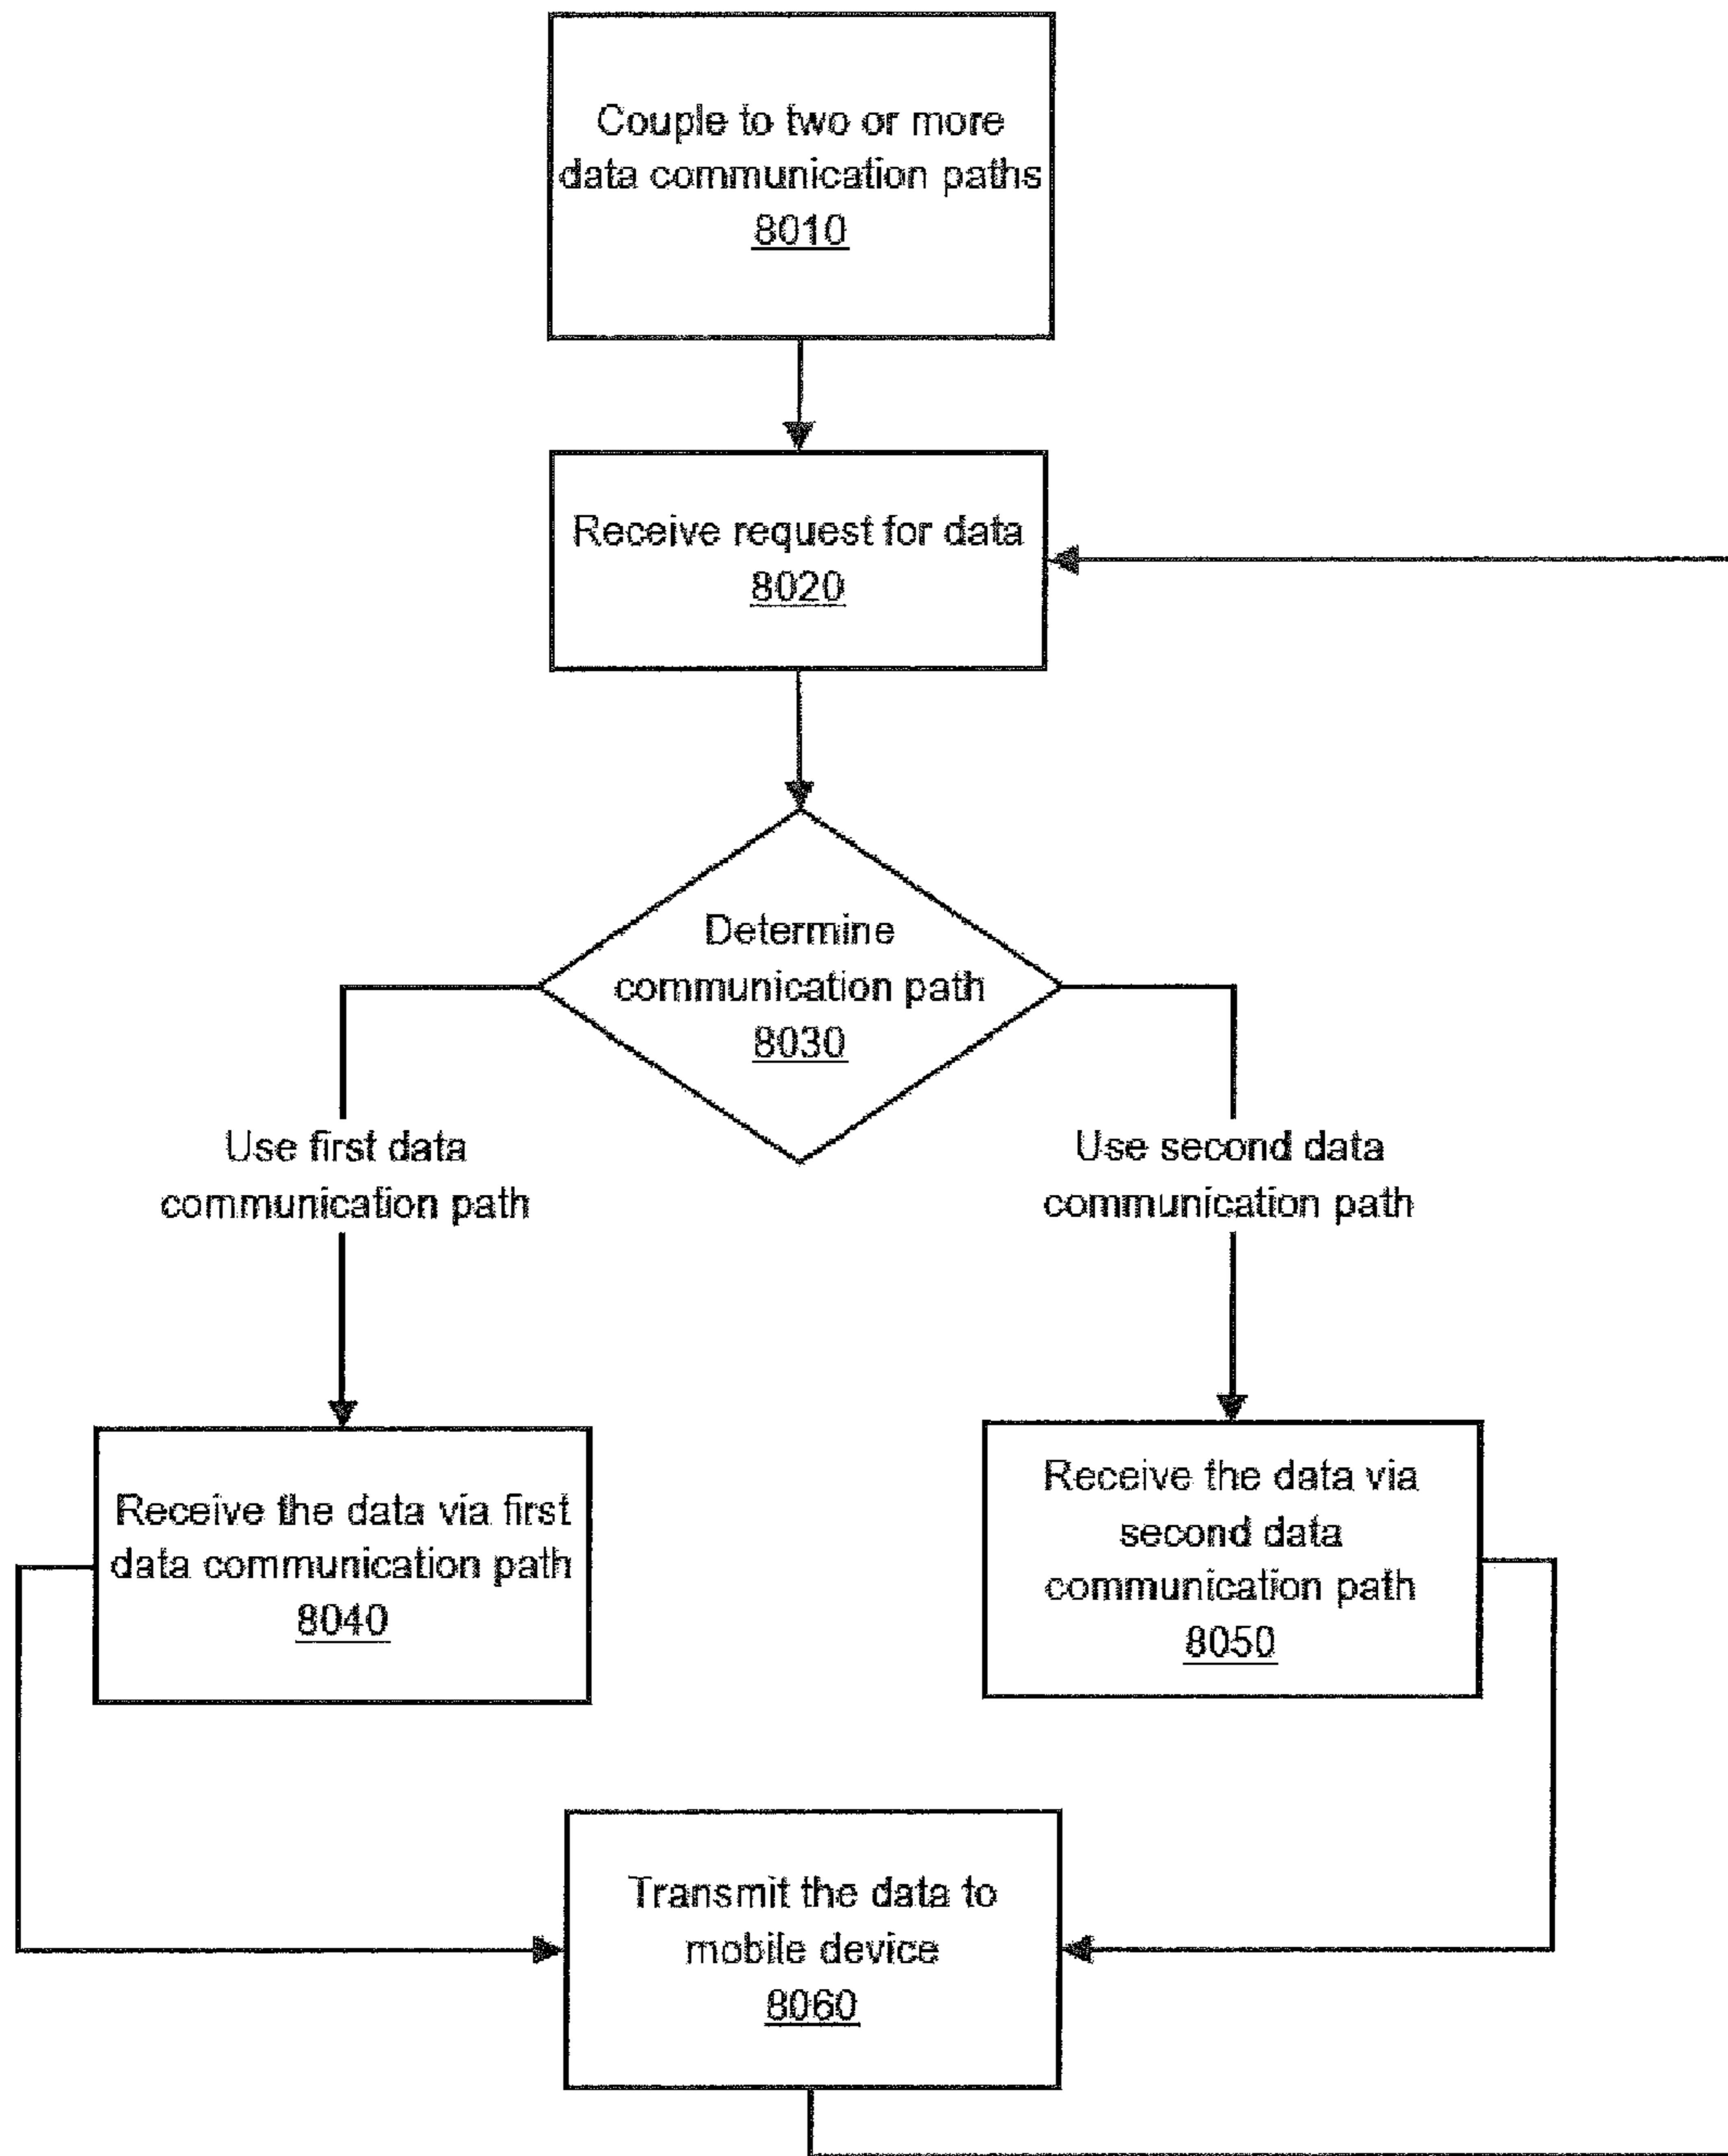 Couple to two or more
data communication paths
8010
Receive request for data
8020
Determine
communication path
8030
Use first data
communication path
Use second data
communication path
Receive the data via first
data communication path
8040
Receive the data via
second data
communication path
8050
Transmit the data to
mobile device
8060